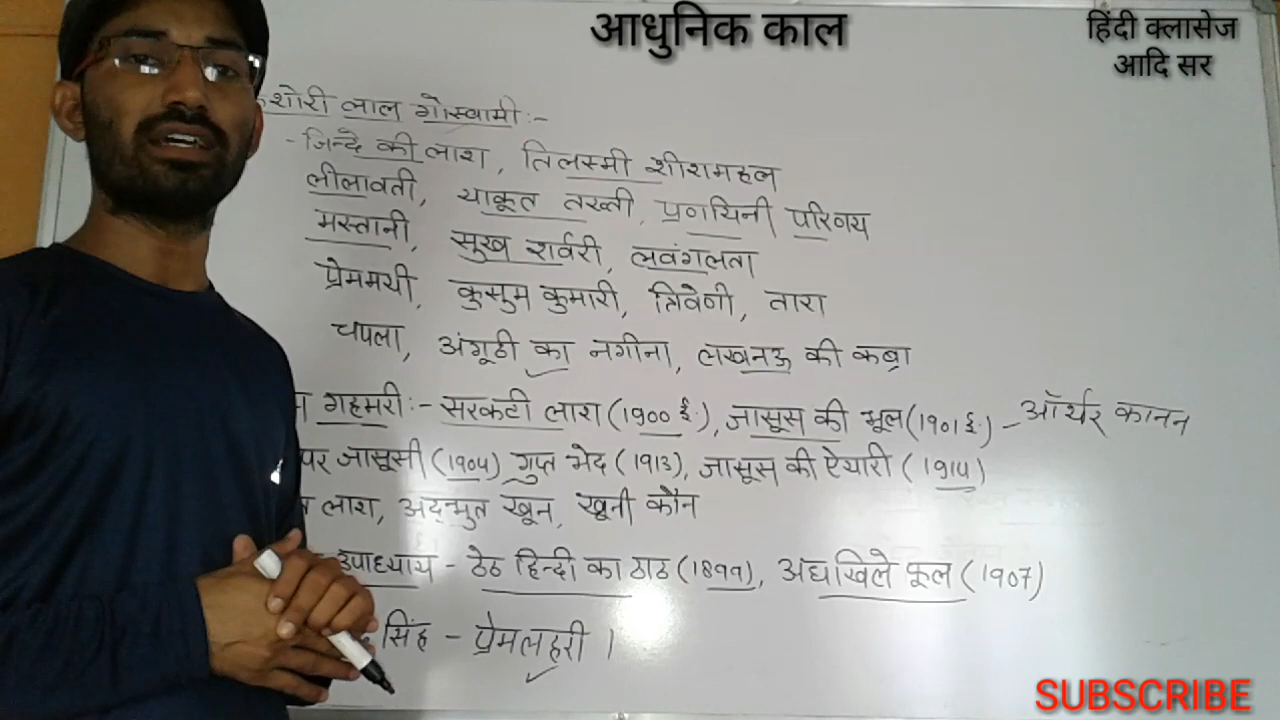 आधुनिक काल
हिंदी क्लासेज
आदि सर
शोरी लाल गोस्वामी :-
- जिन्दे की लाश, तिलस्मी शीशमहल
लीलावती, याकूत तख्ती, प्रणयिनी परिणय
मस्तानी, सुख शर्वरी, लवंगलता
प्रेममयी, कुसुम कुमारी, त्रिवेणी, तारा
चपला, अंगूठी का नगीना, लखनऊ की कब्र
गहमरी :- सरकटी लाश (1900 ई.), जासूस की भूल (1901 ई.) - ऑर्थर कानन
पर जासूसी (1904) गुप्त भेद (1913), जासूस की ऐयारी (1914)
लाश, अद्भुत खून, खूनी कौन
उपाध्याय - ठेठ हिन्दी का ठाठ (1899), अधखिले फूल (1907)
सिंह - प्रेमलहरी ।
SUBSCRIBE